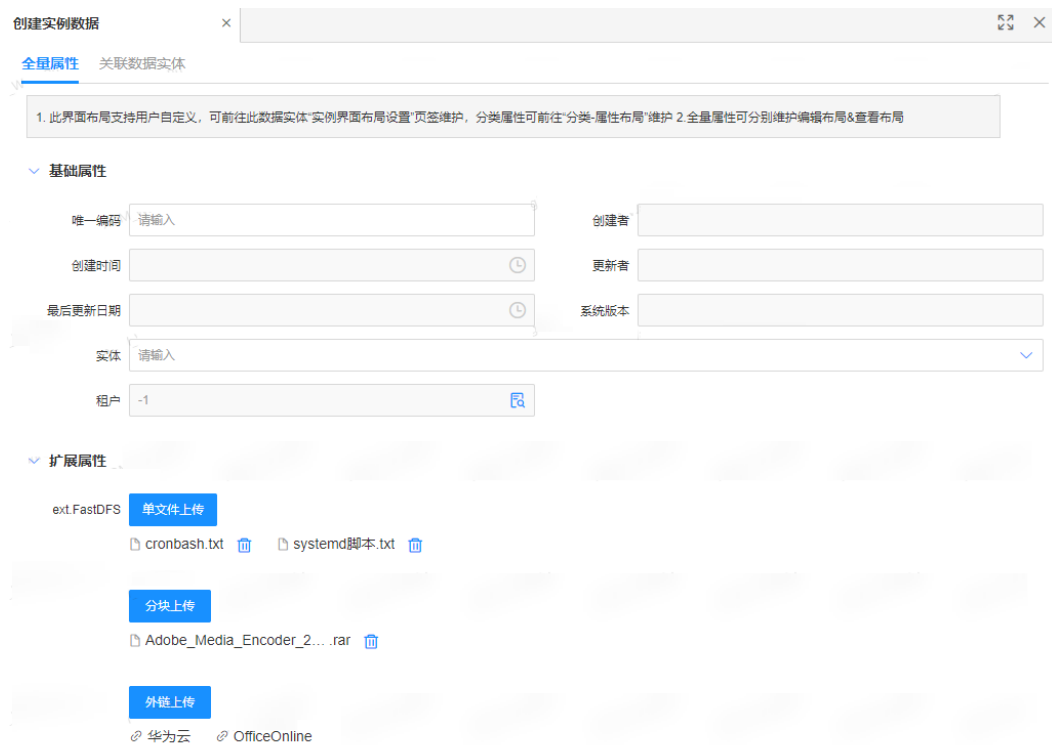 创建实例数据
全量属性 关联数据实体
1. 此界面布局支持用户自定义，可前往此数据实体“实例界面布局设置”页签维护，分类属性可前往“分类-属性布局”维护 2.全量属性可分别维护编辑布局&查看布局
基础属性
唯一编码 请输入 创建者
创建时间 更新者
最后更新日期 系统版本
实体 请输入
租户 -1
扩展属性
ext.FastDFS 单文件上传
cronbash.txt systemd脚本.txt
分块上传
Adobe_Media_Encoder_2... .rar
外链上传
华为云 OfficeOnline